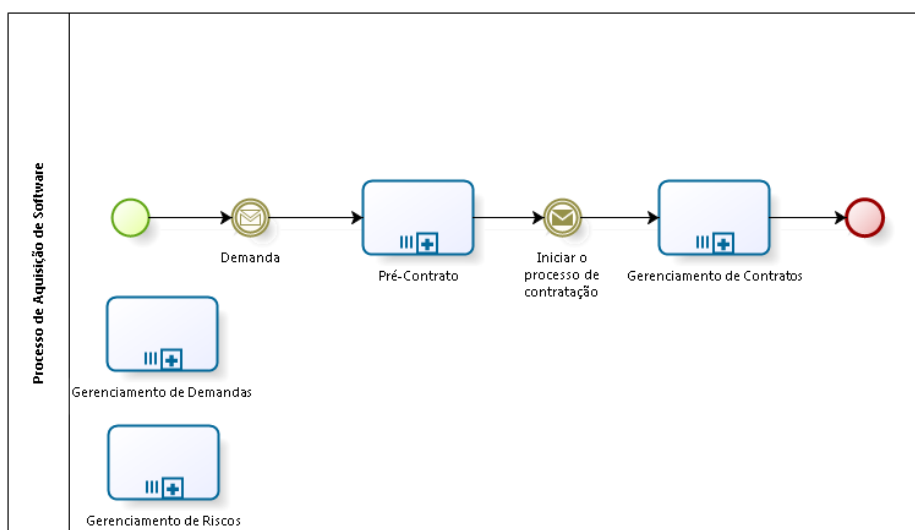 Processo de Aquisição de Software
Demanda
Pré-Contrato
Iniciar o
processo de
contratação
Gerenciamento de Contratos
Gerenciamento de Demandas
Gerenciamento de Riscos